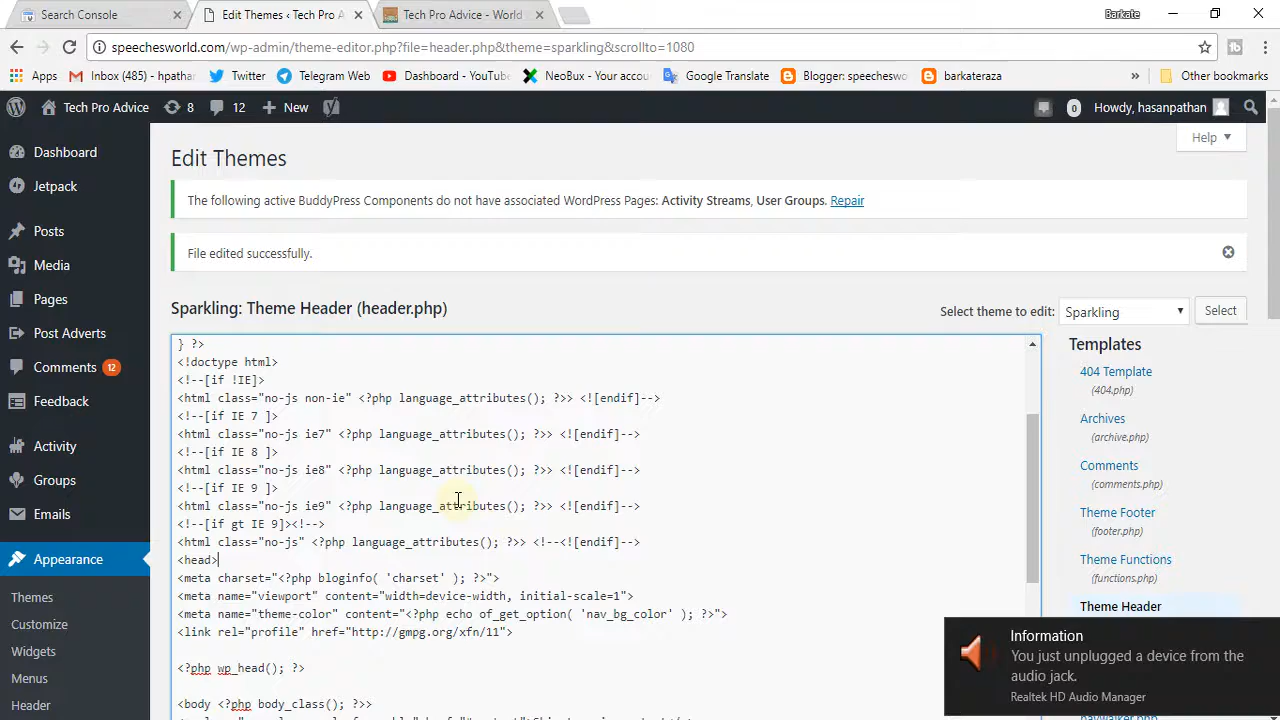 Search Console
Edit Themes ‹ Tech Pro A
Tech Pro Advice - World
Barkate
speechesworld.com/wp-admin/theme-editor.php?file=header.php&theme=sparkling&scrollto=1080
Apps
Inbox (485) - hpathan
Twitter
Telegram Web
Dashboard - YouTube
NeoBux - Your accou
Google Translate
Blogger: speecheswo
barkateraza
»
Other bookmarks
Tech Pro Advice
8
12
New
0
Howdy, hasanpathan
Dashboard
Jetpack
Posts
Media
Pages
Post Adverts
Comments 12
Feedback
Activity
Groups
Emails
Appearance
Themes
Customize
Widgets
Menus
Header
Help
Edit Themes
The following active BuddyPress Components do not have associated WordPress Pages: Activity Streams, User Groups. Repair
File edited successfully.
Sparkling: Theme Header (header.php)
Select theme to edit:
Sparkling
Select
} ?>
<!doctype html>
<!--[if !IE]>
<html class="no-js non-ie" <?php language_attributes(); ?>> <![endif]-->
<!--[if IE 7 ]>
<html class="no-js ie7" <?php language_attributes(); ?>> <![endif]-->
<!--[if IE 8 ]>
<html class="no-js ie8" <?php language_attributes(); ?>> <![endif]-->
<!--[if IE 9 ]>
<html class="no-js ie9" <?php language_attributes(); ?>> <![endif]-->
<!--[if gt IE 9]><!-->
<html class="no-js" <?php language_attributes(); ?>> <!--<![endif]-->
<head>
<meta charset="<?php bloginfo( 'charset' ); ?>">
<meta name="viewport" content="width=device-width, initial-scale=1">
<meta name="theme-color" content="<?php echo of_get_option( 'nav_bg_color' ); ?>">
<link rel="profile" href="http://gmpg.org/xfn/11">
<?php wp_head(); ?>
<body <?php body_class(); ?>>
Templates
404 Template
(404.php)
Archives
(archive.php)
Comments
(comments.php)
Theme Footer
(footer.php)
Theme Functions
(functions.php)
Theme Header
Information
You just unplugged a device from the
audio jack.
Realtek HD Audio Manager